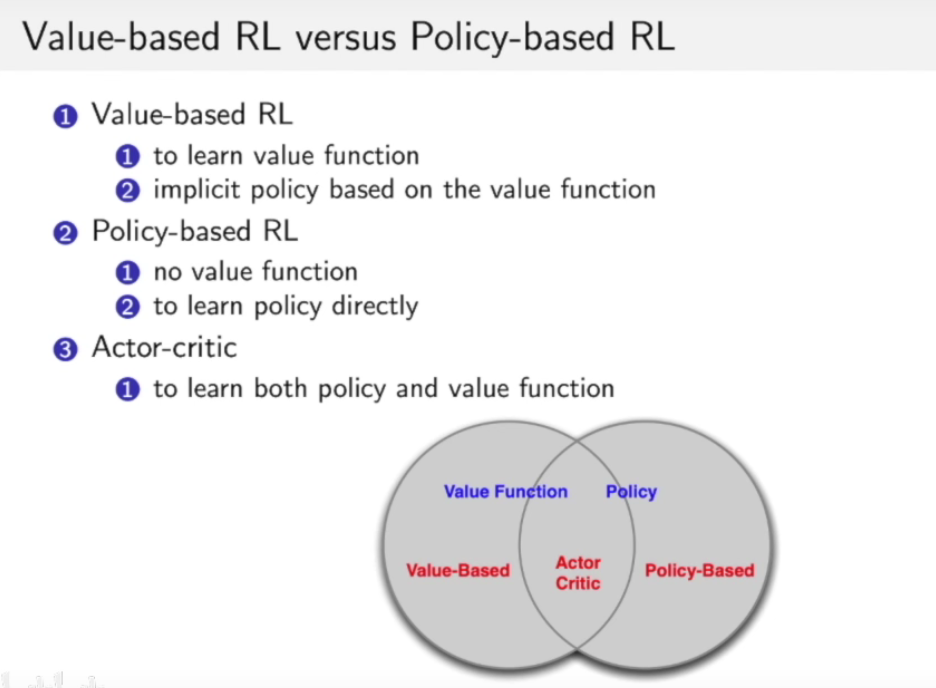 Value-based RL versus Policy-based RL
1 Value-based RL
1 to learn value function
2 implicit policy based on the value function
2 Policy-based RL
1 no value function
2 to learn policy directly
3 Actor-critic
1 to learn both policy and value function
Value Function Policy
Value-Based Actor Critic Policy-Based